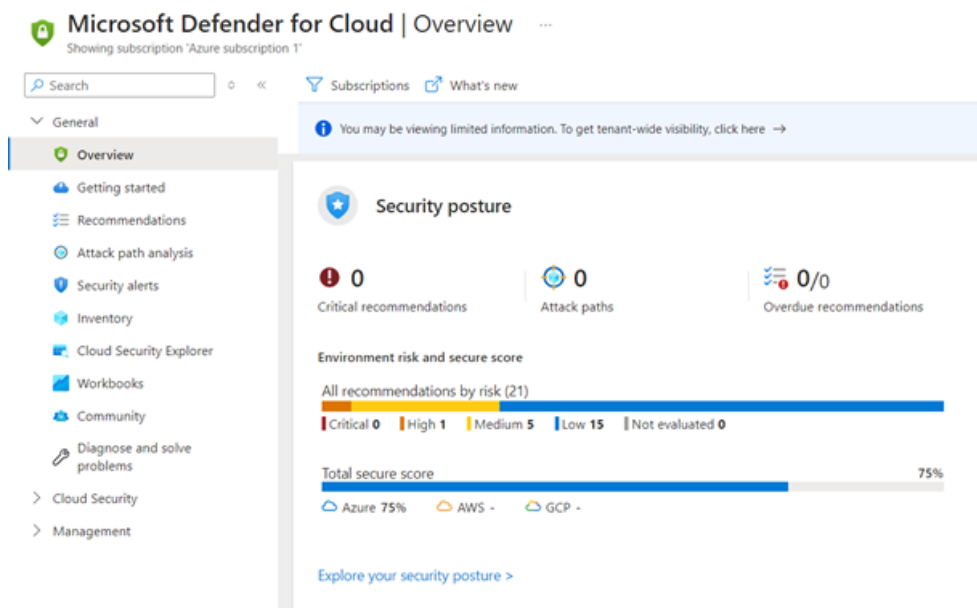 Microsoft Defender for Cloud | Overview ...
Showing subscription 'Azure subscription 1'
Search
General
Overview
Getting started
Recommendations
Attack path analysis
Security alerts
Inventory
Cloud Security Explorer
Workbooks
Community
Diagnose and solve
problems
Cloud Security
Management
Subscriptions What's new
You may be viewing limited information. To get tenant-wide visibility, click here →
Security posture
0 0 0/0
Critical recommendations Attack paths Overdue recommendations
Environment risk and secure score
All recommendations by risk (21)
Critical 0 High 1 Medium 5 Low 15 Not evaluated 0
Total secure score 75%
Azure 75% AWS - GCP -
Explore your security posture >